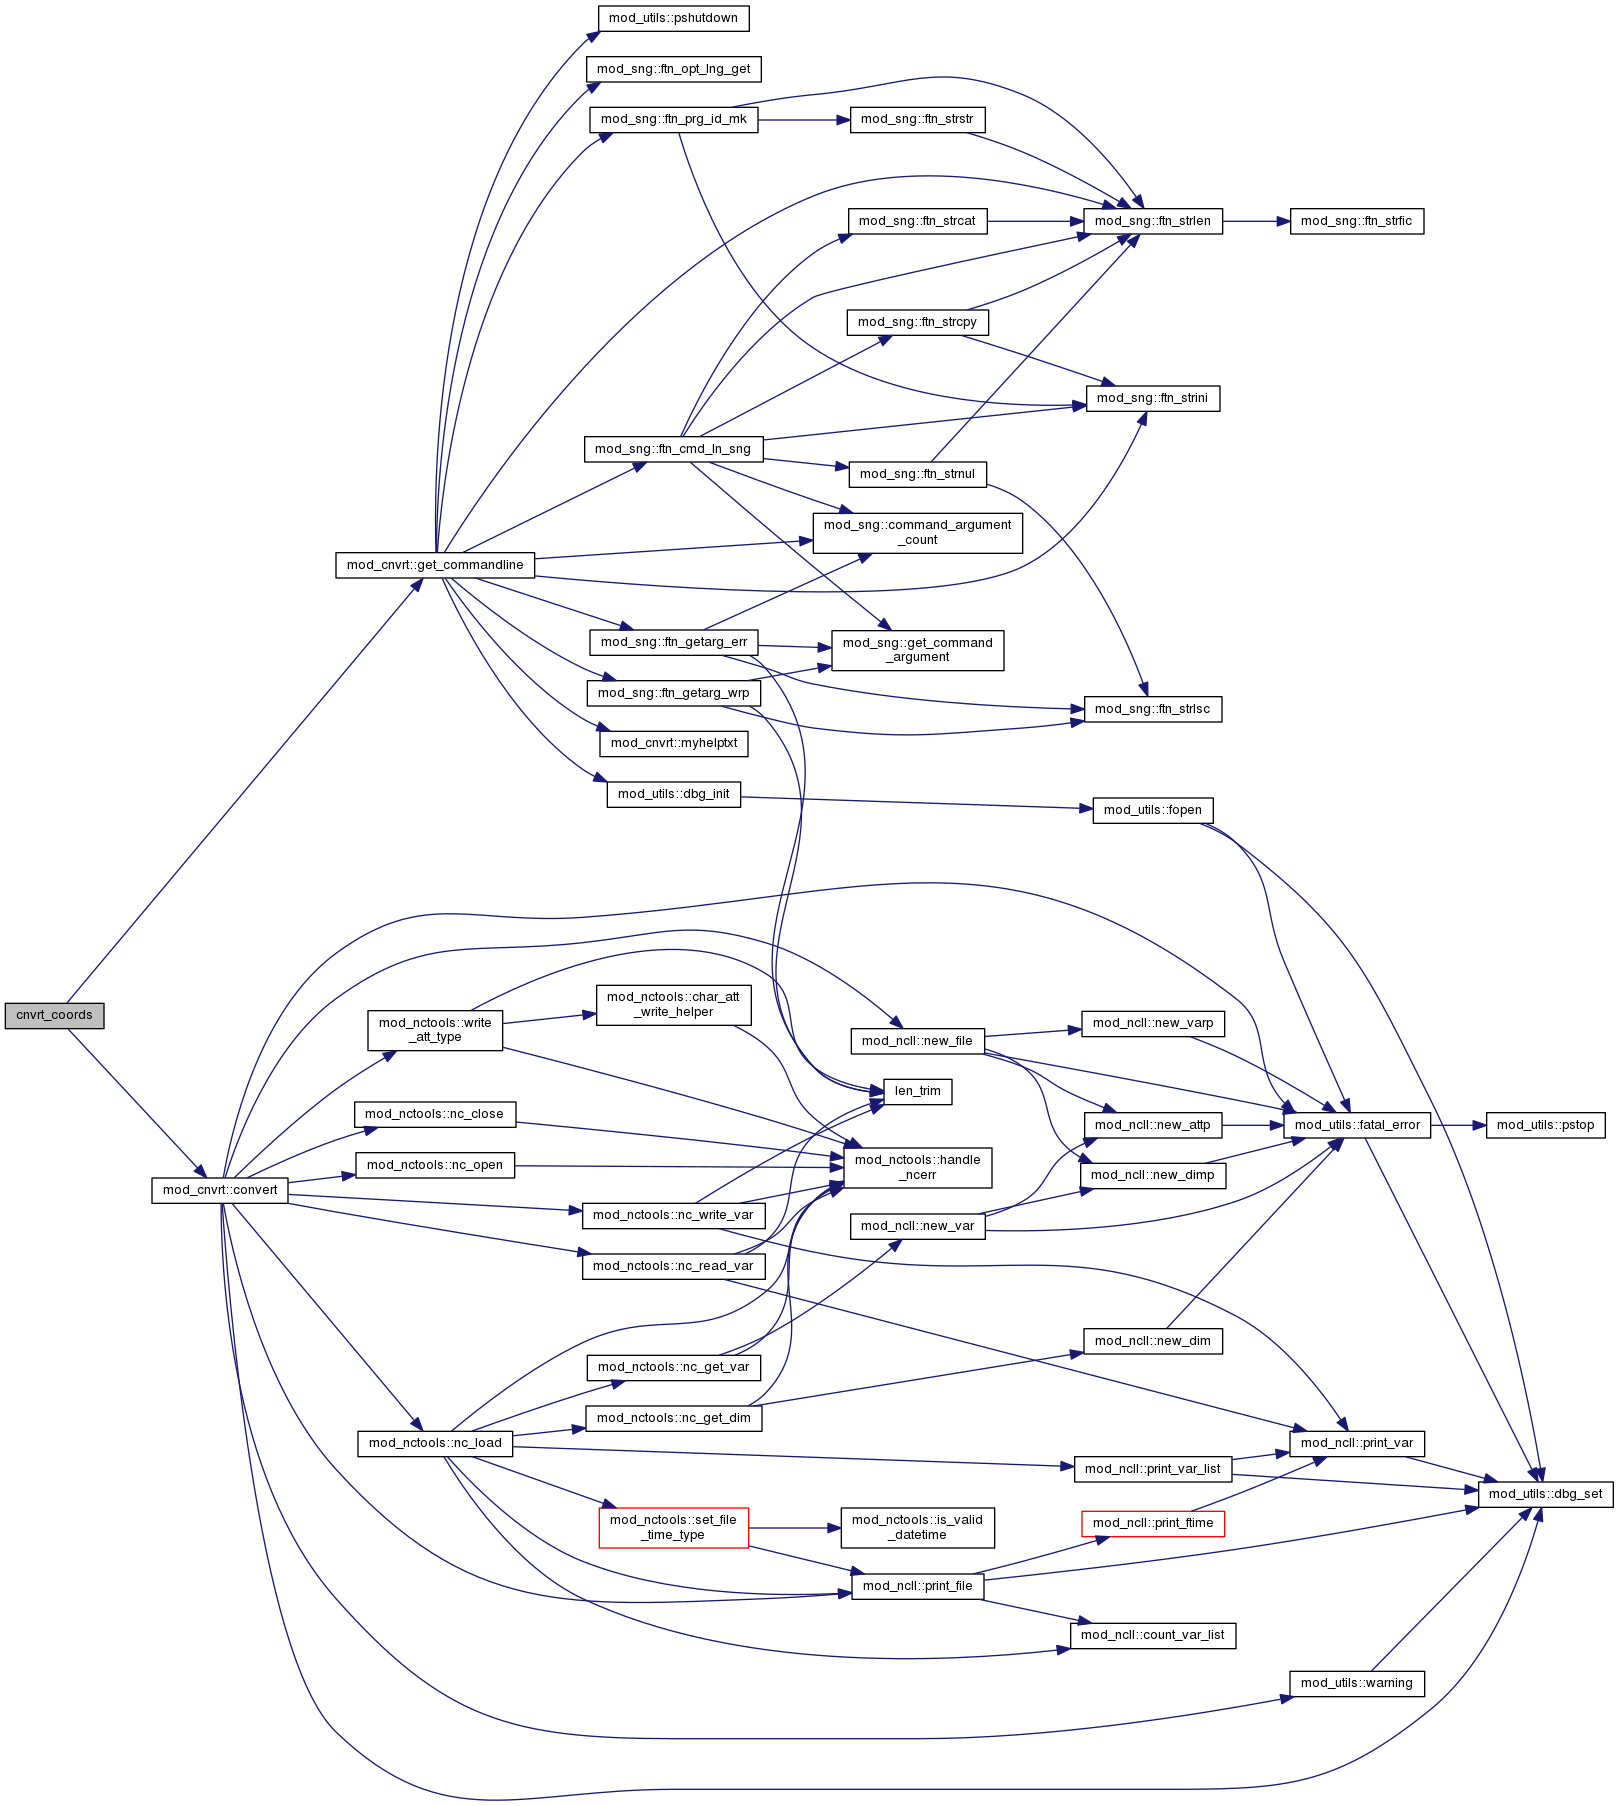 mod_utils::pshutdown
mod_sng::ftn_opt_lng_get
mod_sng::ftn_prg_id_mk
mod_sng::ftn_strstr
mod_sng::ftn_strcat
mod_sng::ftn_strlen
mod_sng::ftn_strfic
mod_sng::ftn_strcpy
mod_sng::ftn_strini
mod_sng::ftn_cmd_ln_sng
mod_sng::ftn_strnul
mod_sng::command_argument
_count
mod_cnvrt::get_commandline
mod_sng::ftn_getarg_err
mod_sng::get_command
_argument
mod_sng::ftn_getarg_wrp
mod_sng::ftn_strlsc
mod_cnvrt::myhelptxt
mod_utils::dbg_init
mod_utils::fopen
cnvrt_coords
mod_nctools::char_att
_write_helper
mod_nctools::write
_att_type
mod_ncll::new_varp
mod_ncll::new_file
len_trim
mod_nctools::nc_close
mod_ncll::new_attp
mod_utils::fatal_error
mod_utils::pstop
mod_nctools::nc_open
mod_nctools::handle
_ncerr
mod_ncll::new_dimp
mod_cnvrt::convert
mod_nctools::nc_write_var
mod_ncll::new_var
mod_nctools::nc_read_var
mod_ncll::new_dim
mod_nctools::nc_get_var
mod_nctools::nc_get_dim
mod_nctools::nc_load
mod_ncll::print_var
mod_ncll::print_var_list
mod_utils::dbg_set
mod_nctools::set_file
_time_type
mod_nctools::is_valid
_datetime
mod_ncll::print_ftime
mod_ncll::print_file
mod_ncll::count_var_list
mod_utils::warning